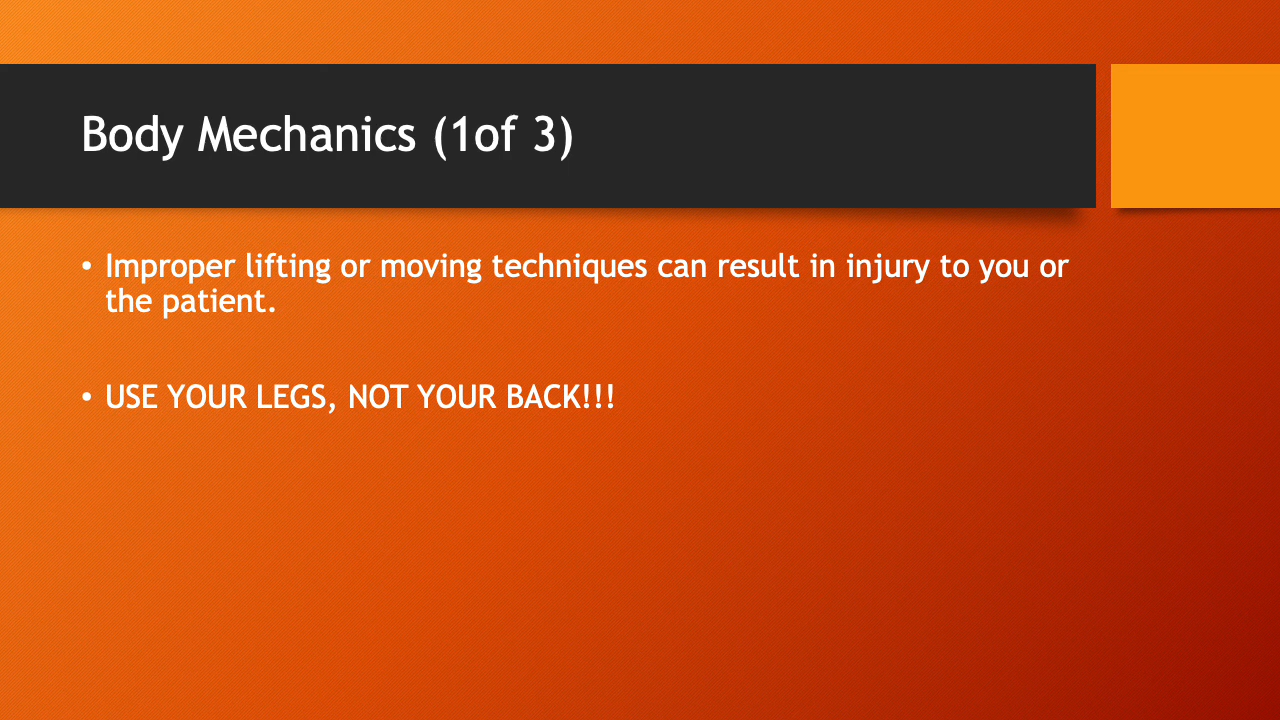 Body Mechanics (1of 3)
• Improper lifting or moving techniques can result in injury to you or
the patient.
• USE YOUR LEGS, NOT YOUR BACK!!!